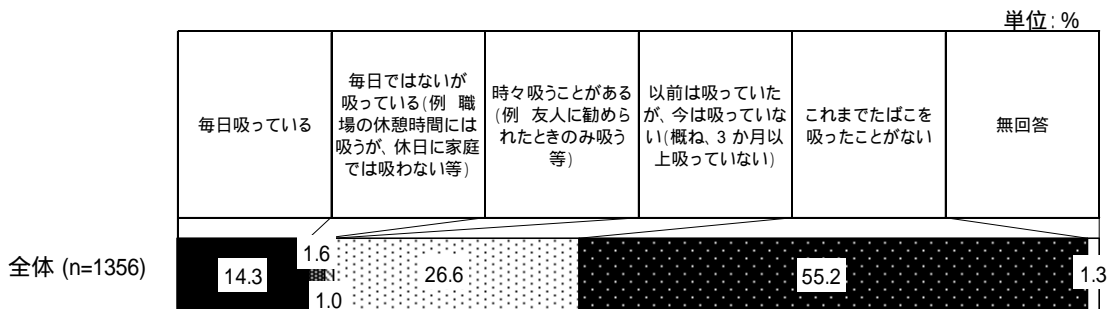 単位:%
毎日吸っている
毎日ではないが
吸っている(例 職
場の休憩時間には
吸うが、休日に家庭
では吸わない等)
時々吸うことがある
(例 友人に勧めら
れたときのみ吸う
等)
以前は吸っていた
が、今は吸っていな
い(概ね、3か月以
上吸っていない)
これまでたばこを
吸ったことがない
無回答
全体 (n=1356)
14.3
1.6
1.0
26.6
55.2
1.3